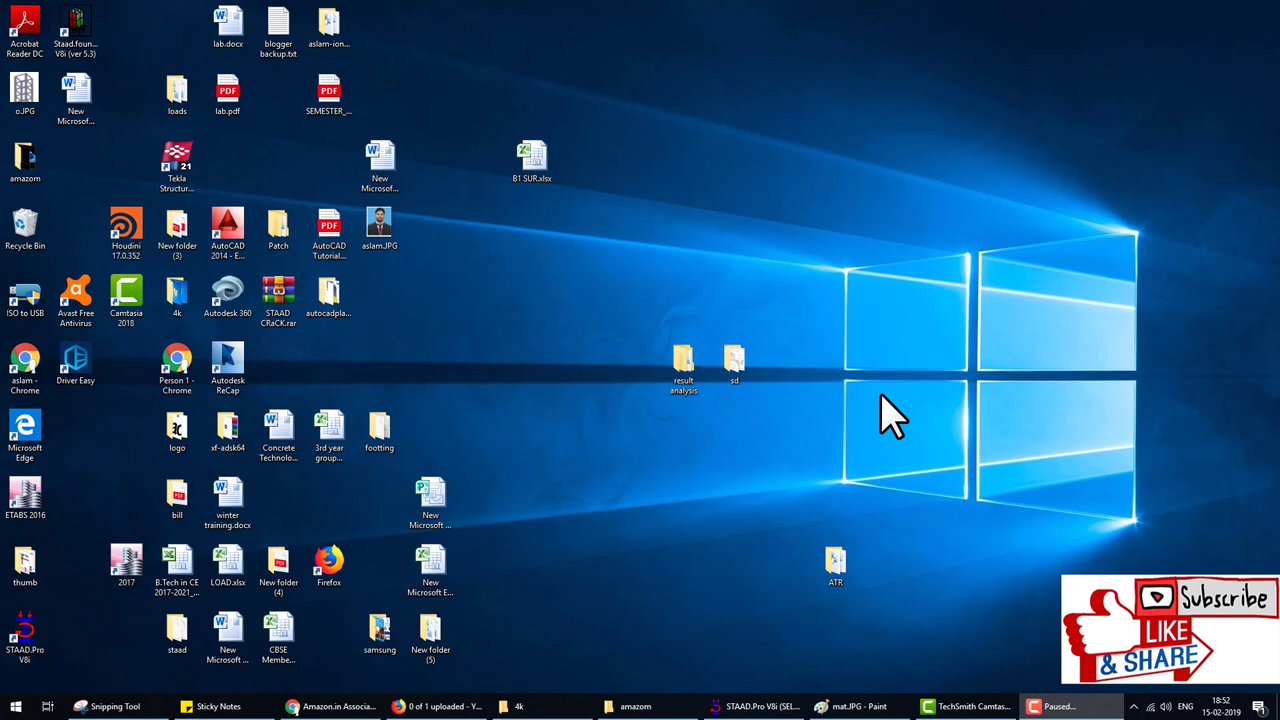 Acrobat
Reader DC
Staad.foun...
V8i (ver 5.3)
lab.docx
blogger
backup.txt
aslam-ion...
o.JPG
New
Microsof...
loads
PDF
lab.pdf
PDF
SEMESTER_...
amazom
21
Tekla
Structur...
New
Microsof...
B1 SUR.xlsx
Recycle Bin
Houdini
17.0.352
New folder
(3)
AutoCAD
2014 - E...
Patch
PDF
AutoCAD
Tutorial...
aslam.JPG
ISO to USB
Avast Free
Antivirus
Camtasia
2018
4k
Autodesk 360
STAAD
CRaCK.rar
autocadpla...
aslam -
Chrome
Driver Easy
Person 1 -
Chrome
Autodesk
ReCap
result
analysis
sd
Microsoft
Edge
logo
xf-adsk64
Concrete
Technolo...
3rd year
group...
footting
ETABS 2016
bill
winter
training.docx
New
Microsoft ...
thumb
2017
B.Tech in CE
2017-2021_...
LOAD.xlsx
New folder
(4)
Firefox
New
Microsoft E...
ATR
STAAD.Pro
V8i
staad
New
Microsoft ...
CBSE
Membe...
samsung
New folder
(5)
Subscribe
LIKE
& SHARE
Snipping Tool
Sticky Notes
Amazon.in Associa...
0 of 1 uploaded - Y...
4k
amazom
STAAD.Pro V8i (SEL...
mat.JPG - Paint
TechSmith Camtas...
Paused...
18:52
15-02-2019
1